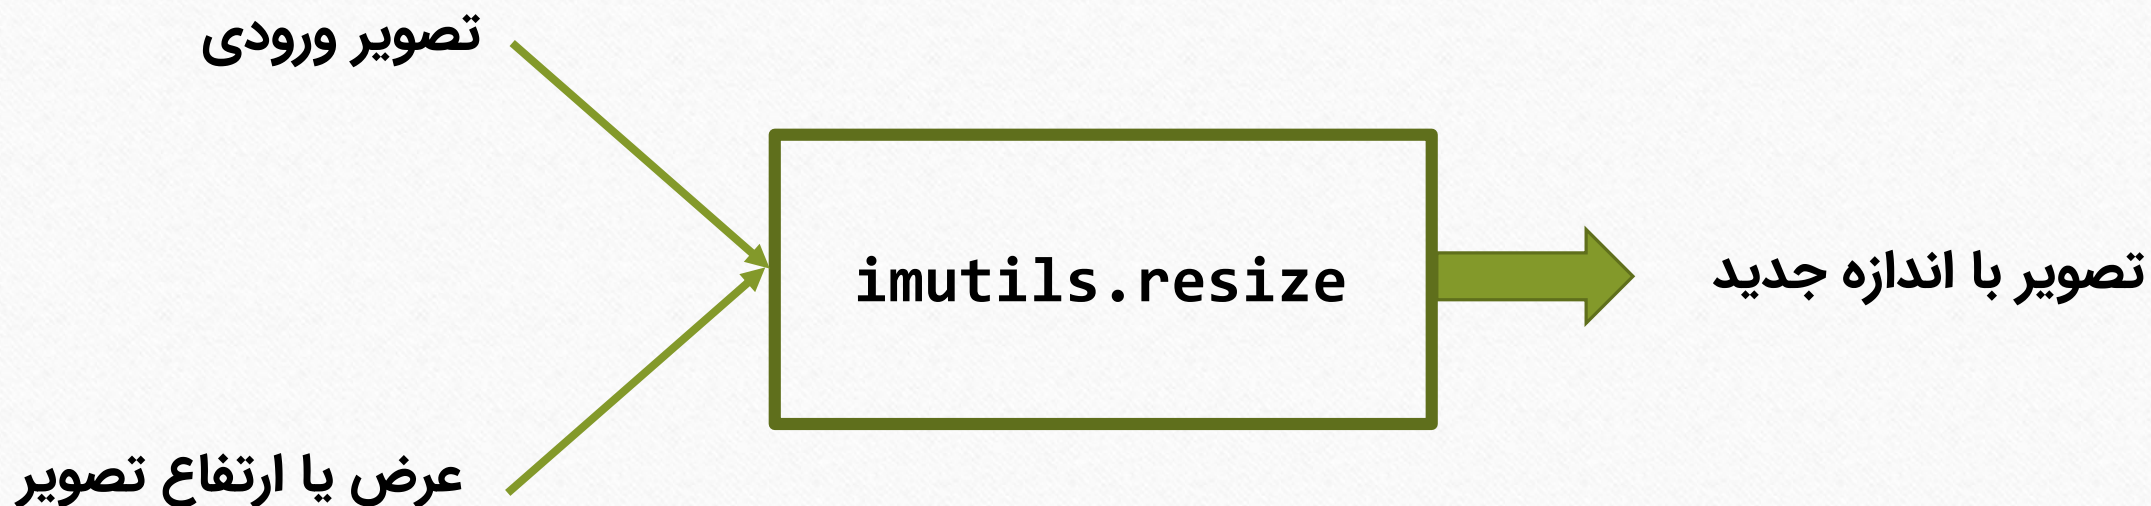 تصویر ورودی
imutils.resize
تصویر با اندازه جدید
عرض یا ارتفاع تصویر